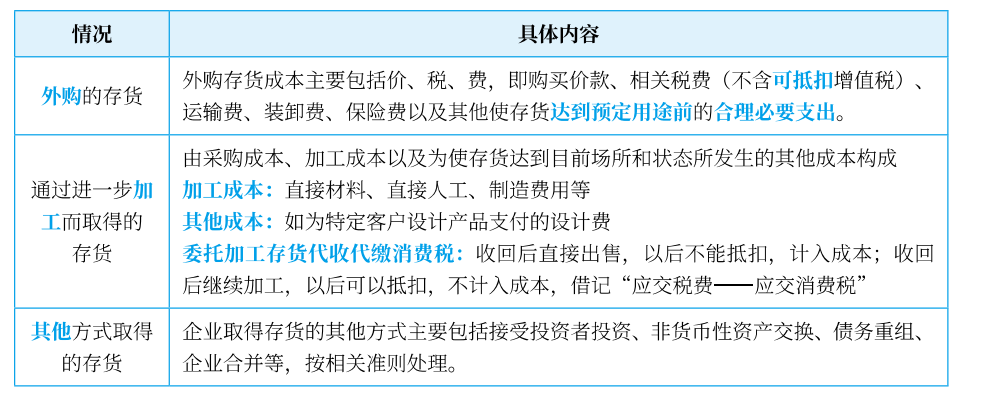 情况
具体内容
外购的存货
外购存货成本主要包括价、税、费，即购买价款、相关税费（不含可抵扣增值税）、
运输费、装卸费、保险费以及其他使存货达到预定用途前的合理必要支出。
通过进一步加
工而取得的
存货
由采购成本、加工成本以及为使存货达到目前场所和状态所发生的其他成本构成
加工成本：直接材料、直接人工、制造费用等
其他成本：如为特定客户设计产品支付的设计费
委托加工存货代收代缴消费税：收回后直接出售，以后不能抵扣，计入成本；收回
后继续加工，以后可以抵扣，不计入成本，借记“应交税费——应交消费税”
其他方式取得
的存货
企业取得存货的其他方式主要包括接受投资者投资、非货币性资产交换、债务重组、
企业合并等，按相关准则处理。